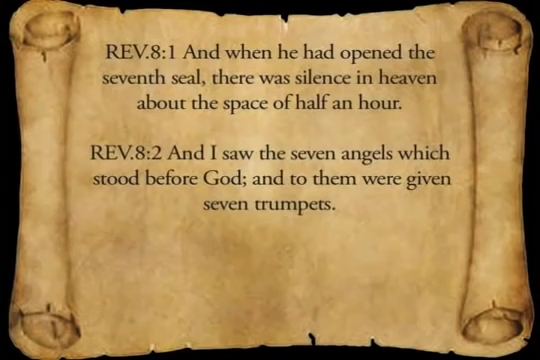 REV.8:1 And when he had opened the
seventh seal, there was silence in heaven
about the space of half an hour.
REV.8:2 And I saw the seven angels which
stood before God; and to them were given
seven trumpets.